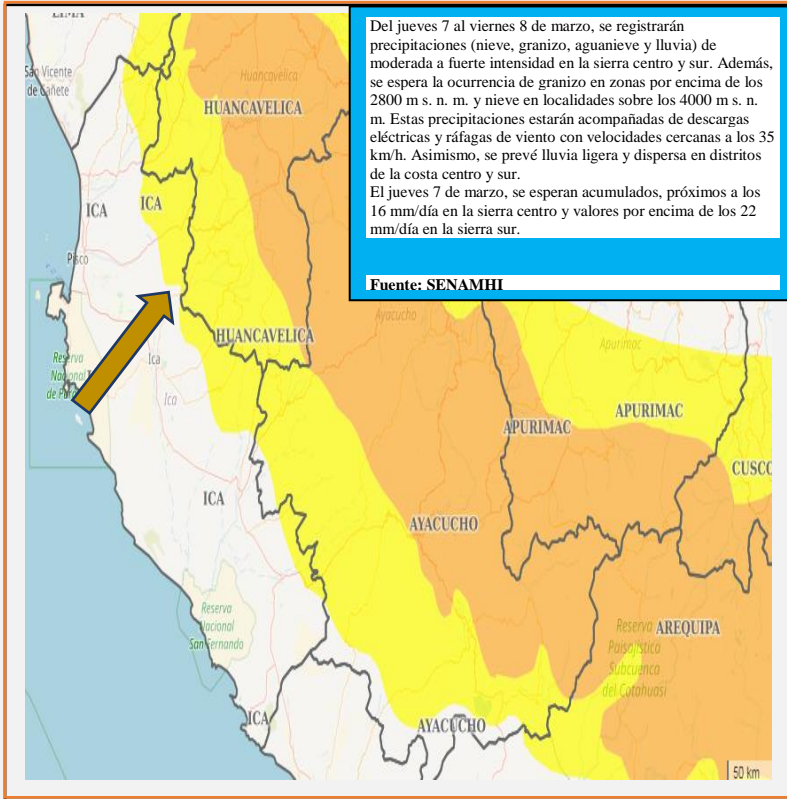 LIMA
Del jueves 7 al viernes 8 de marzo, se registrarán
precipitaciones (nieve, granizo, aguanieve y lluvia) de
moderada a fuerte intensidad en la sierra centro y sur. Además,
se espera la ocurrencia de granizo en zonas por encima de los
2800 m s. n. m. y nieve en localidades sobre los 4000 m s. n.
m. Estas precipitaciones estarán acompañadas de descargas
eléctricas y ráfagas de viento con velocidades cercanas a los 35
km/h. Asimismo, se prevé lluvia ligera y dispersa en distritos
de la costa centro y sur.
El jueves 7 de marzo, se esperan acumulados, próximos a los
16 mm/día en la sierra centro y valores por encima de los 22
mm/día en la sierra sur.
Fuente: SENAMHI
San Vicente
de Cañete
Huancavelica
HUANCAVELICA
ICA
ICA
Pisco
Ayacucho
HUANCAVELICA
Apurimac
Reserva
Nacional
de Par
Ica
Ica
APURIMAC
APURIMAC
CUSCO
ICA
AYACUCHO
Reserva
Nacional
San Fernando
Reserva
Paisajística
Subcuenca
del Cotahuasi
AREQUIPA
ICA
AYACUCHO
50 km